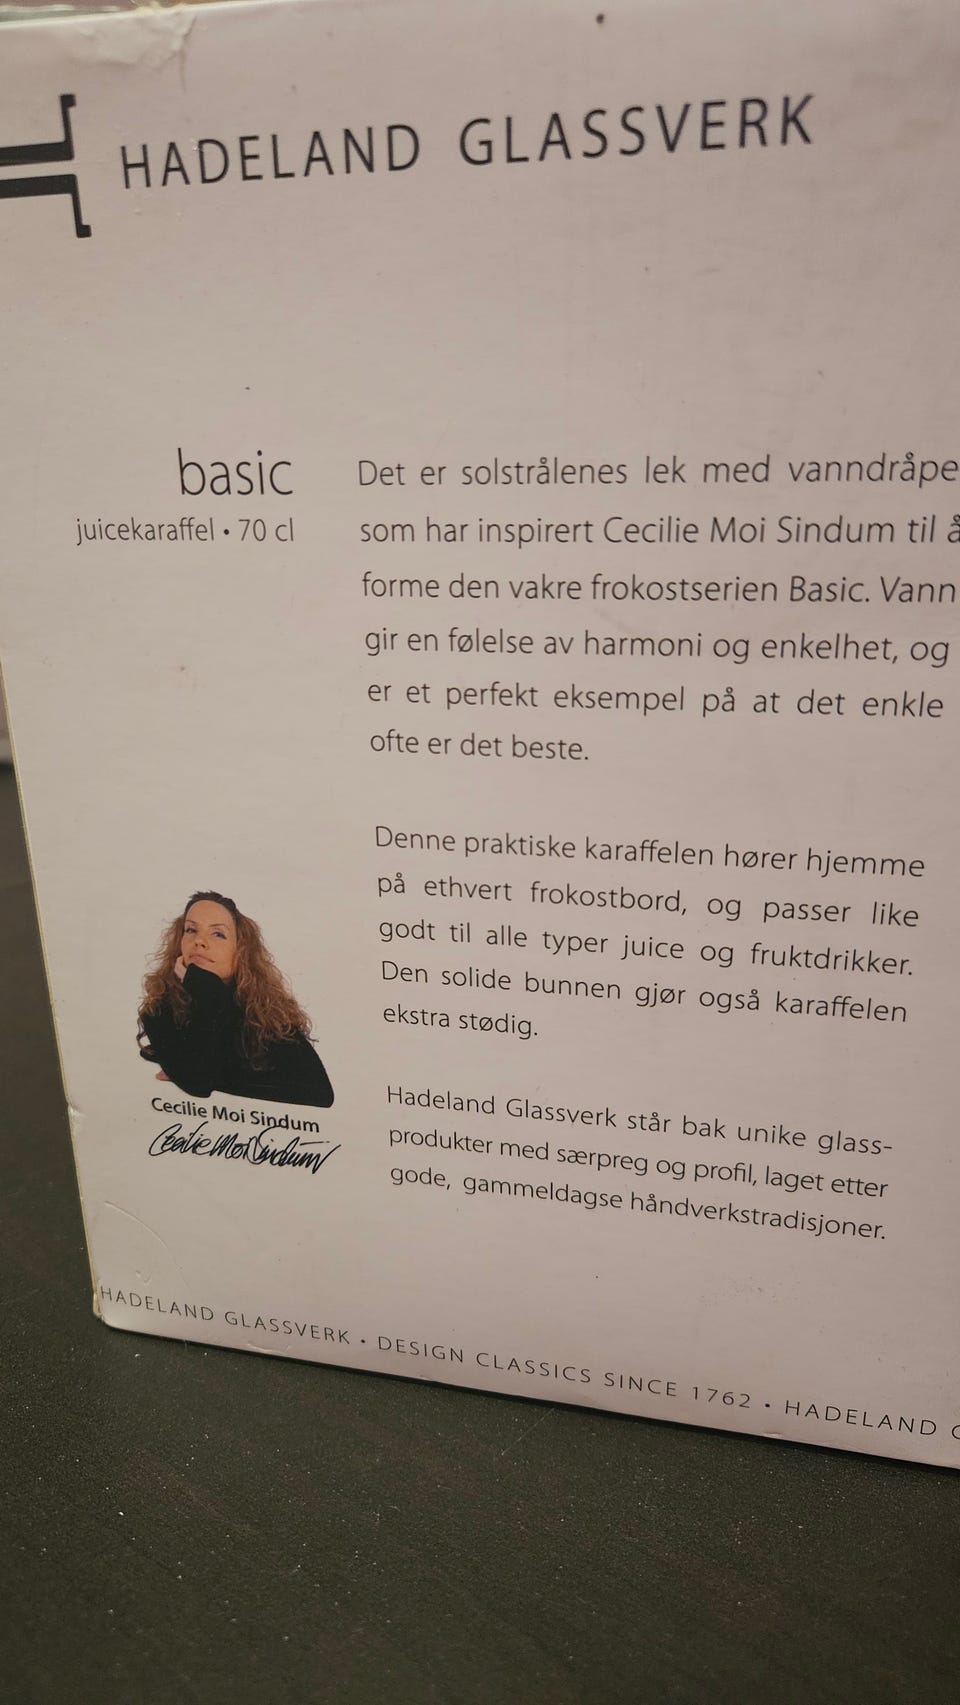 HADELAND GLASSVERK
basic
juicekaraffel • 70 cl
Det er solstrålenes lek med vanndråpe
som har inspirert Cecilie Moi Sindum til å
forme den vakre frokostserien Basic. Vann
gir en følelse av harmoni og enkelhet, og
er et perfekt eksempel på at det enkle
ofte er det beste.
Denne praktiske karaffelen hører hjemme
på ethvert frokostbord, og passer like
godt til alle typer juice og fruktdrikker.
Den solide bunnen gjør også karaffelen
ekstra stødig.
Cecilie Moi Sindum
Cecilie Moi Sindum
Hadeland Glassverk står bak unike glass-
produkter med særpreg og profil, laget etter
gode, gammeldagse håndverkstradisjoner.
HADELAND GLASSVERK • DESIGN CLASSICS SINCE 1762 • HADELAND